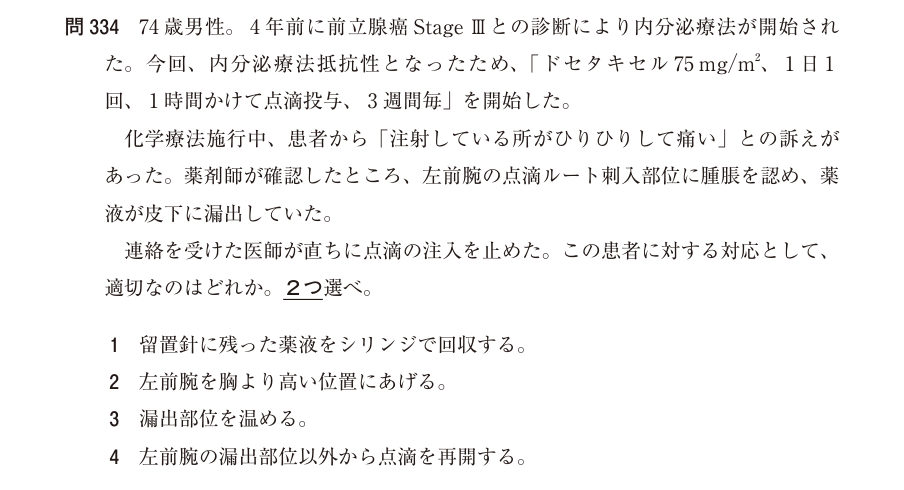 問334 74歳男性。4年前に前立腺癌 Stage Ⅲとの診断により内分泌療法が開始され
た。今回、内分泌療法抵抗性となったため、「ドセタキセル 75 mg/m²、1日1
回、1時間かけて点滴投与、3週間毎」を開始した。
化学療法施行中、患者から「注射している所がひりひりして痛い」との訴えが
あった。薬剤師が確認したところ、左前腕の点滴ルート刺入部位に腫脹を認め、薬
液が皮下に漏出していた。
連絡を受けた医師が直ちに点滴の注入を止めた。この患者に対する対応として、
適切なのはどれか。2つ選べ。
1 留置針に残った薬液をシリンジで回収する。
2 左前腕を胸より高い位置にあげる。
3 漏出部位を温める。
4 左前腕の漏出部位以外から点滴を再開する。